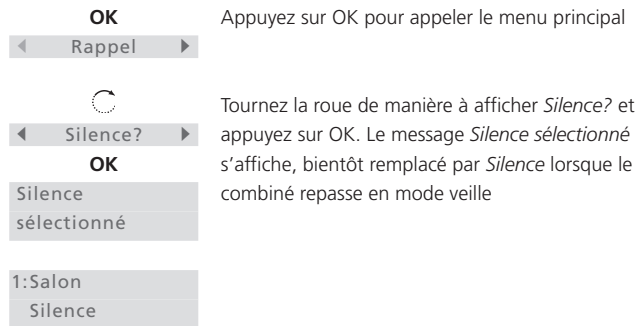 OK
Appuyez sur OK pour appeler le menu principal
Rappel
Tournez la roue de manière à afficher Silence? et
Silence?
appuyez sur OK. Le message Silence sélectionné
OK
s'affiche, bientôt remplacé par Silence lorsque le
Silence
combiné repasse en mode veille
sélectionné
1:Salon
Silence